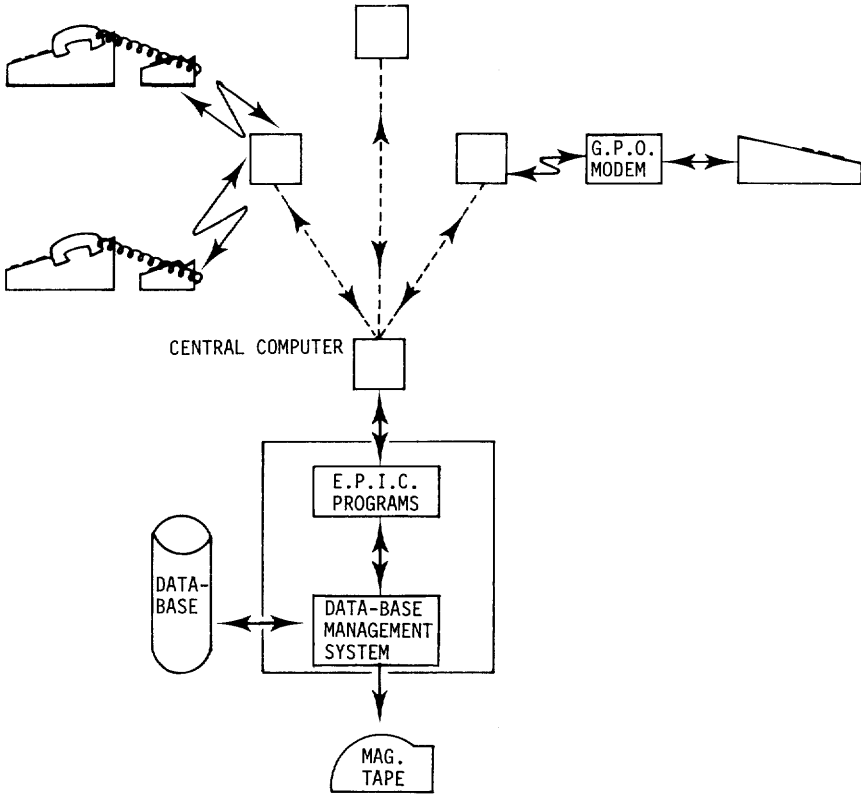 G.P.O.
MODEM
CENTRAL COMPUTER
E.P.I.C.
PROGRAMS
DATA-
BASE
DATA-BASE
MANAGEMENT
SYSTEM
MAG.
TAPE